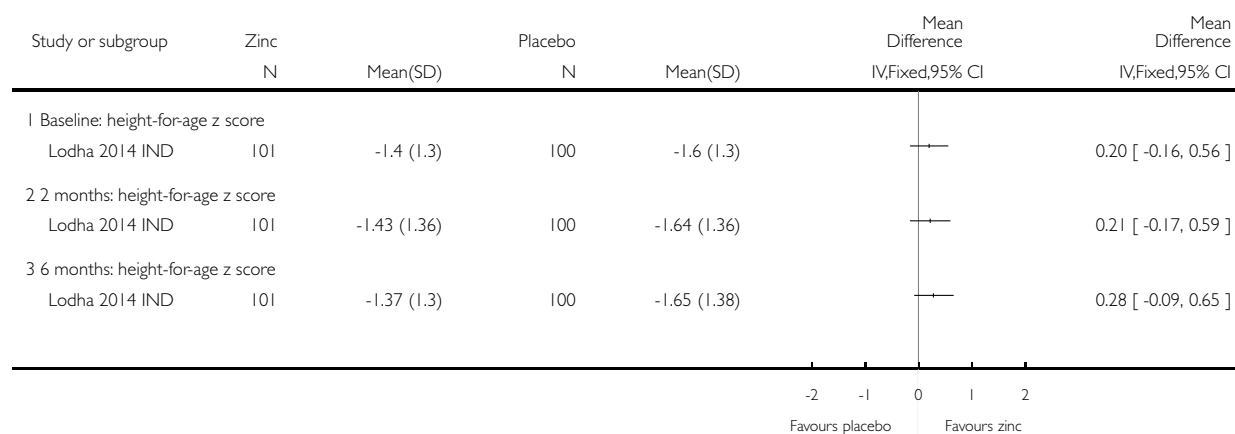 Study or subgroup Zinc Placebo Mean Difference Mean Difference
N Mean(SD) N Mean(SD) IV,Fixed,95% CI IV,Fixed,95% CI
1 Baseline: height-for-age z score
Lodha 2014 IND 101 -1.4 (1.3) 100 -1.6 (1.3) 0.20 [ -0.16, 0.56 ]
2 2 months: height-for-age z score
Lodha 2014 IND 101 -1.43 (1.36) 100 -1.64 (1.36) 0.21 [ -0.17, 0.59 ]
3 6 months: height-for-age z score
Lodha 2014 IND 101 -1.37 (1.3) 100 -1.65 (1.38) 0.28 [ -0.09, 0.65 ]
-2 -1 0 1 2
Favours placebo Favours zinc